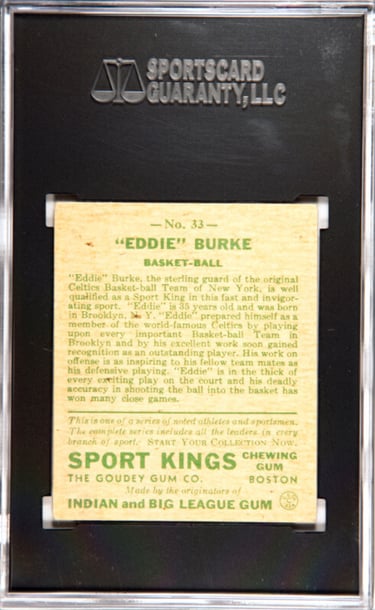 SPORTSCARD
GUARANTY, LLC
— No. 33 —
"EDDIE" BURKE
BASKET-BALL
"Eddie" Burke, the sterling guard of the original
Celtics Basket-ball Team of New York, is well
qualified as a Sport King in this fast and invigor-
ating sport. "Eddie" is 35 years old and was born
in Brooklyn, N. Y. "Eddie" prepared himself as a
member of the world-famous Celtics by playing
upon every important Basket-ball Team in
Brooklyn and by his excellent work soon gained
recognition as an outstanding player. His work on
offense is as inspiring to his fellow team mates as
his defensive playing. "Eddie" is in the thick of
every exciting play on the court and his deadly
accuracy in shooting the ball into the basket has
won many close games.
This is one of a series of noted athletes and sportsmen.
The complete series includes all the leaders in every
branch of sport. START YOUR COLLECTION NOW.
SPORT KINGS CHEWING GUM
THE GOUDEY GUM CO. BOSTON
Made by the originators of
INDIAN and BIG LEAGUE GUM